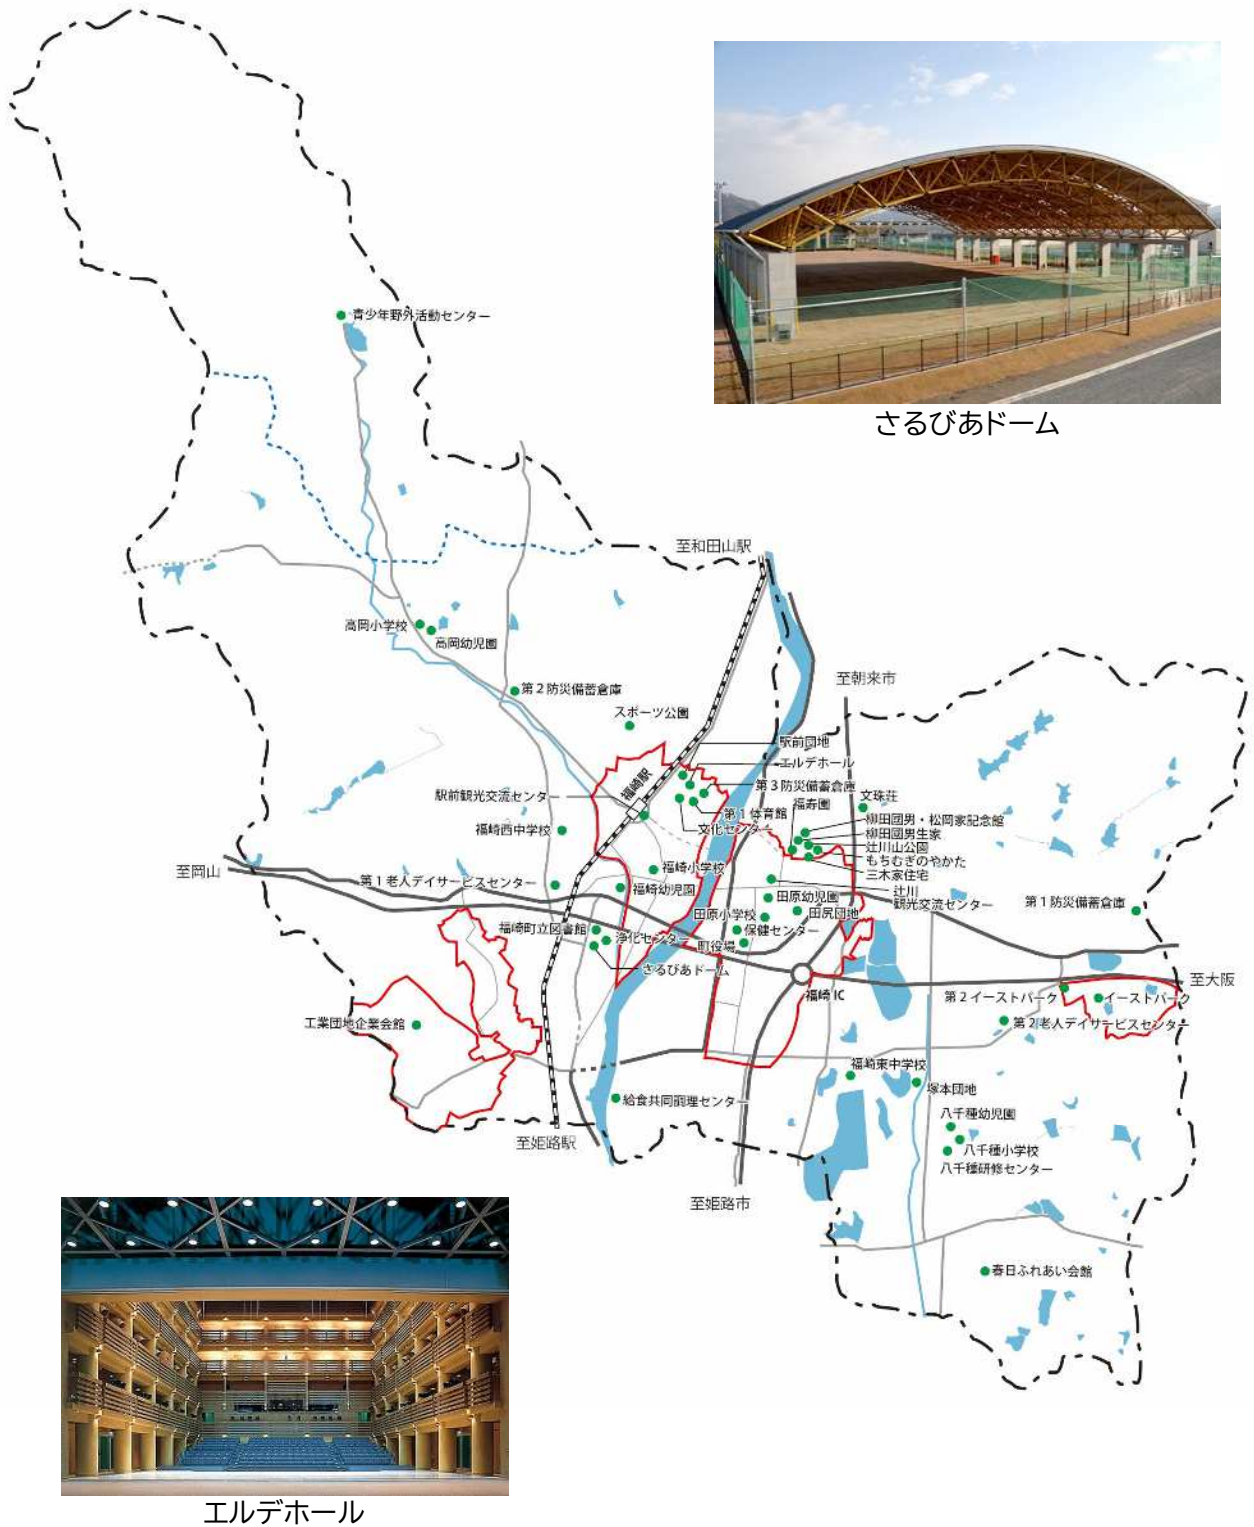 さるびあドーム
青少年野外活動センター
至和田山駅
高岡小学校
高岡幼児園
第2防災備蓄倉庫
至朝来市
スポーツ公園
駅前団地
エルデホール
福崎駅
第3防災備蓄倉庫
駅前観光交流センター
福寿園
文珠荘
第1体育館
柳田國男・松岡家記念館
文化センター
福崎西中学校
柳田國男生家
辻川山公園
もちむぎのやかた
三木家住宅
至岡山
福崎小学校
第1老人デイサービスセンター
福崎幼児園
辻川
観光交流センター
田原幼児園
第1防災備蓄倉庫
田原小学校
田尻団地
福崎町立図書館
保健センター
浄化センター
町役場
さるびあドーム
至大阪
福崎IC
第2イーストパーク
イーストパーク
工業団地企業会館
第2老人デイサービスセンター
福崎東中学校
塚本団地
給食共同調理センター
八千種幼児園
至姫路駅
八千種小学校
八千種研修センター
至姫路市
春日ふれあい会館
エルデホール